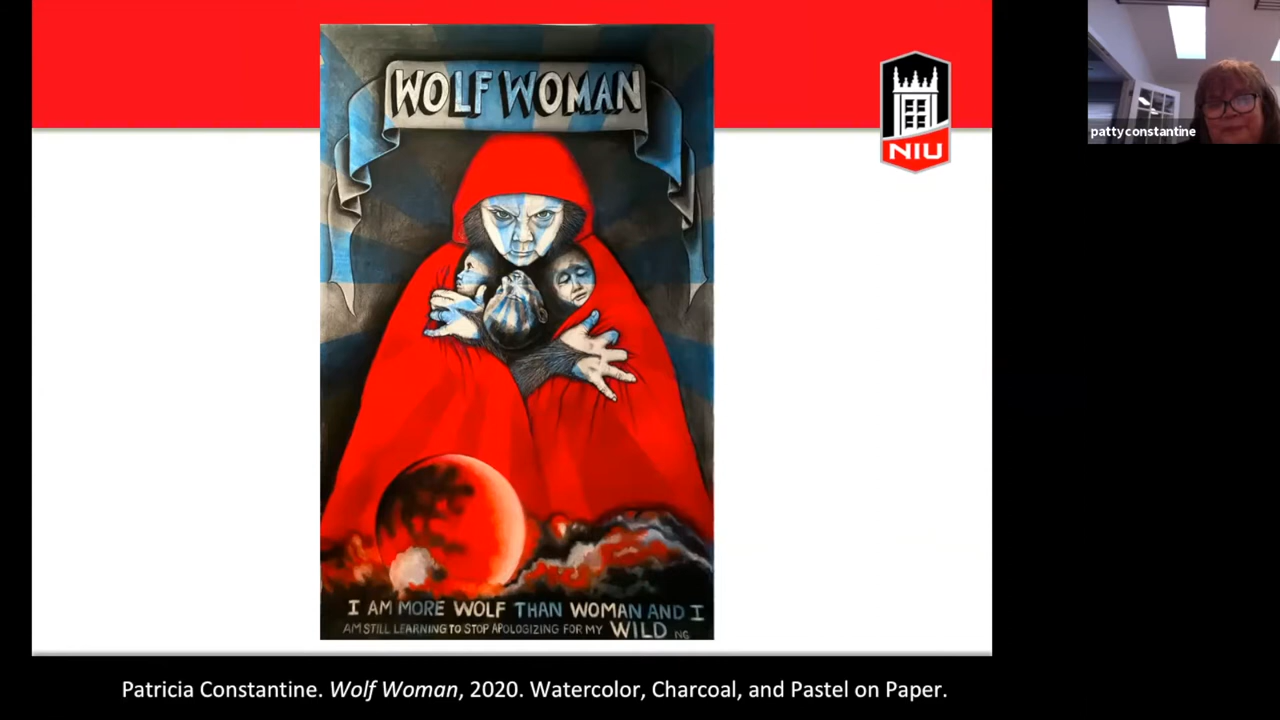 WOLF WOMAN
NIU
patty constantine
I AM MORE WOLF THAN WOMAN AND I
AM STILL LEARNING TO STOP APOLOGIZING FOR MY WILD NG
Patricia Constantine. Wolf Woman, 2020. Watercolor, Charcoal, and Pastel on Paper.